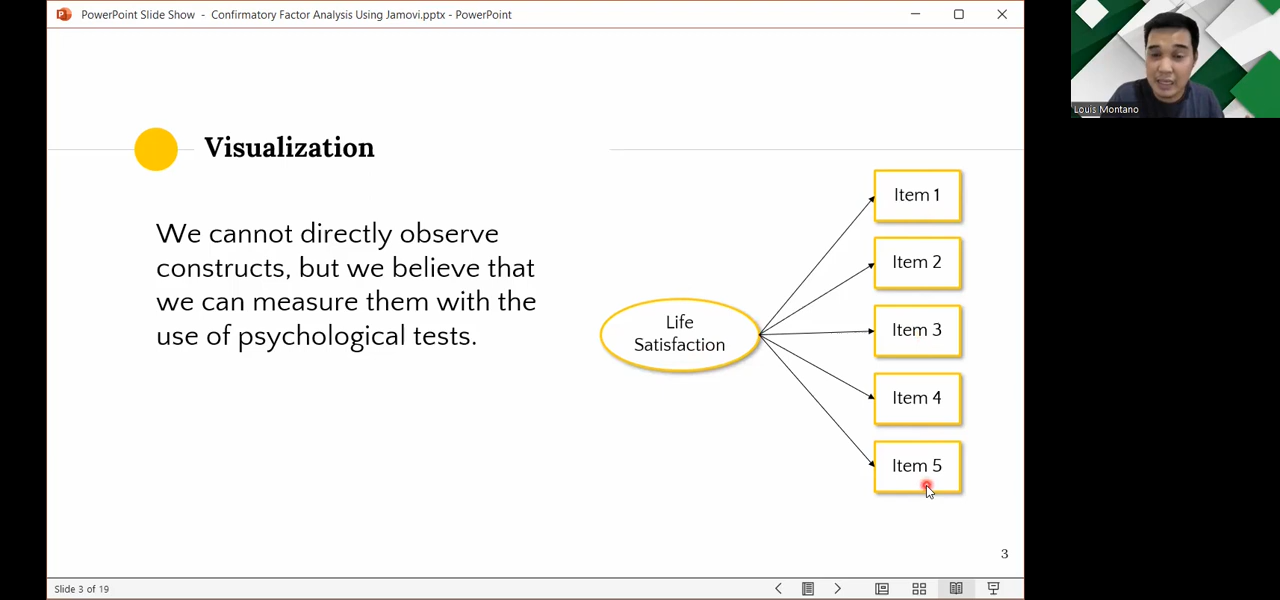 PowerPoint Slide Show - Confirmatory Factor Analysis Using Jamovi.pptx - PowerPoint
Louis Montano
Visualization
We cannot directly observe
constructs, but we believe that
we can measure them with the
use of psychological tests.
Life
Satisfaction
Item 1
Item 2
Item 3
Item 4
Item 5
3
Slide 3 of 19